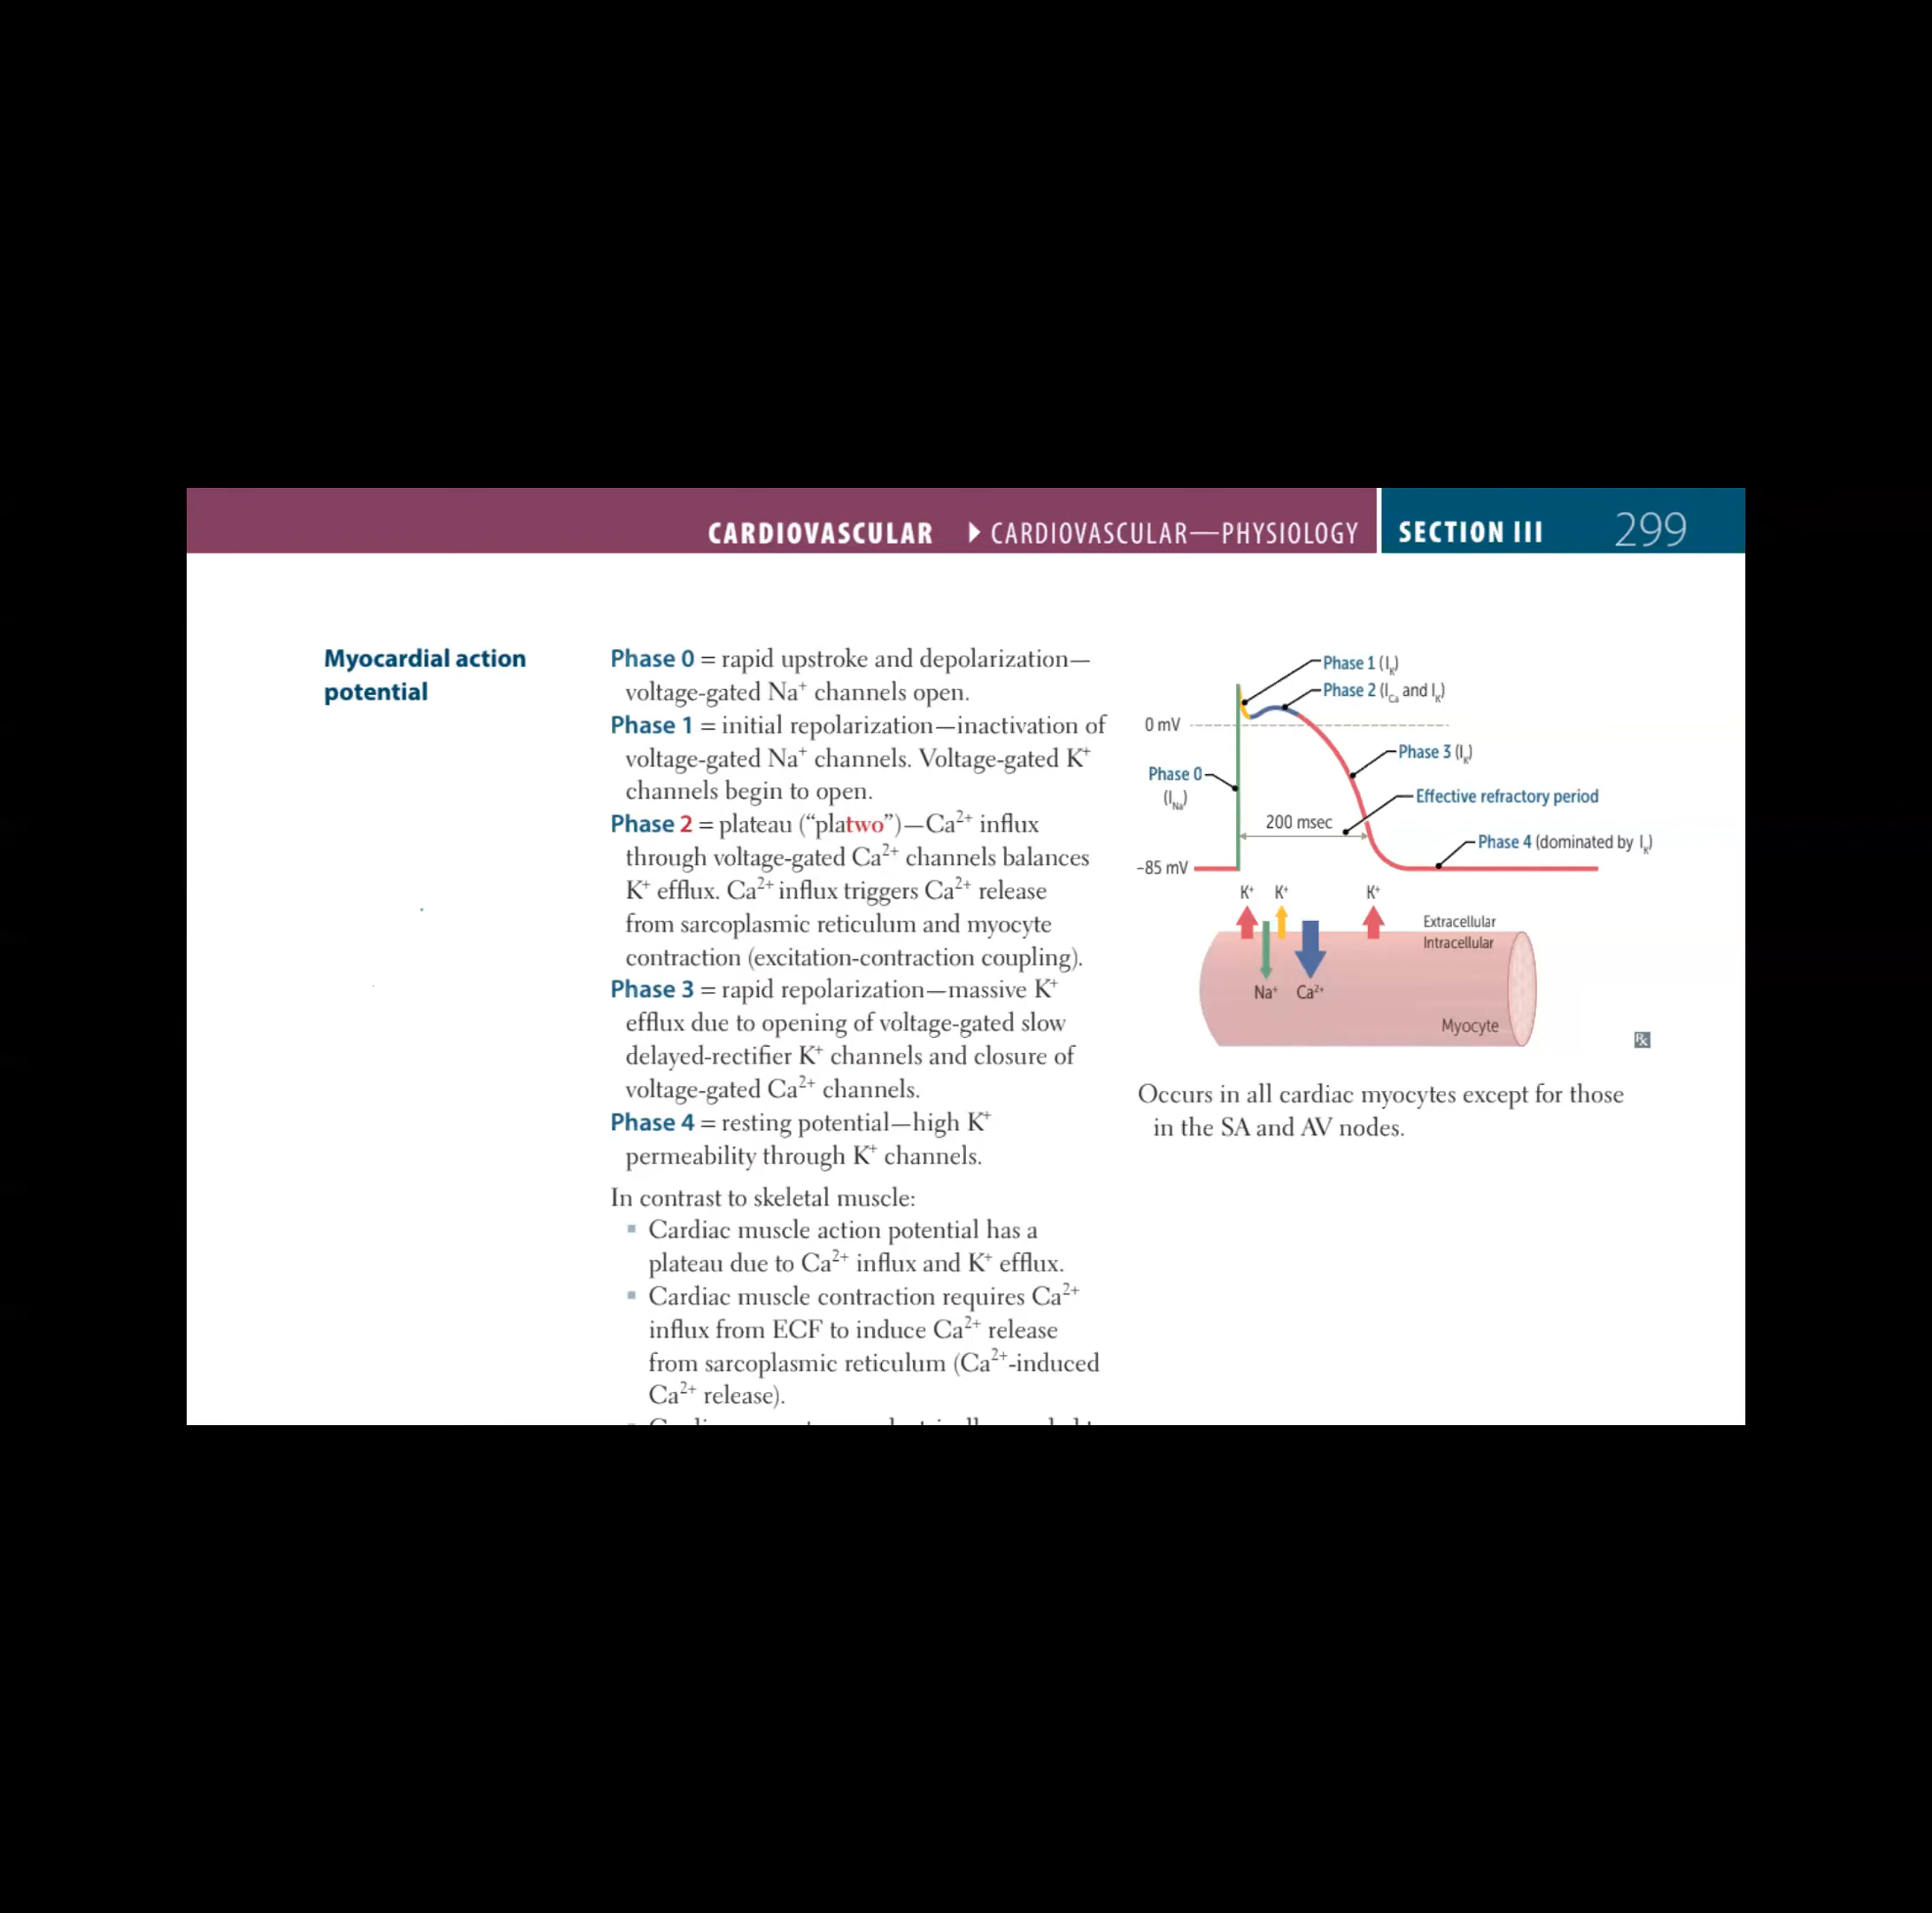 CARDIOVASCULAR ▶ CARDIOVASCULAR—PHYSIOLOGY SECTION III 299
Myocardial action
potential
Phase 0 = rapid upstroke and depolarization—
voltage-gated Na⁺ channels open.
Phase 1 = initial repolarization—inactivation of
voltage-gated Na⁺ channels. Voltage-gated K⁺
channels begin to open.
Phase 2 = plateau (“platwo”)—Ca²⁺ influx
through voltage-gated Ca²⁺ channels balances
K⁺ efflux. Ca²⁺ influx triggers Ca²⁺ release
from sarcoplasmic reticulum and myocyte
contraction (excitation-contraction coupling).
Phase 3 = rapid repolarization—massive K⁺
efflux due to opening of voltage-gated slow
delayed-rectifier K⁺ channels and closure of
voltage-gated Ca²⁺ channels.
Phase 4 = resting potential—high K⁺
permeability through K⁺ channels.
In contrast to skeletal muscle:
▪ Cardiac muscle action potential has a
plateau due to Ca²⁺ influx and K⁺ efflux.
▪ Cardiac muscle contraction requires Ca²⁺
influx from ECF to induce Ca²⁺ release
from sarcoplasmic reticulum (Ca²⁺-induced
Ca²⁺ release).
Phase 1 (I_K)
Phase 2 (I_Ca and I_K)
0 mV
Phase 3 (I_K)
Phase 0
(I_Na)
Effective refractory period
200 msec
Phase 4 (dominated by I_K)
−85 mV
K⁺ K⁺ K⁺
Extracellular
Intracellular
Na⁺ Ca²⁺
Myocyte
Occurs in all cardiac myocytes except for those
in the SA and AV nodes.